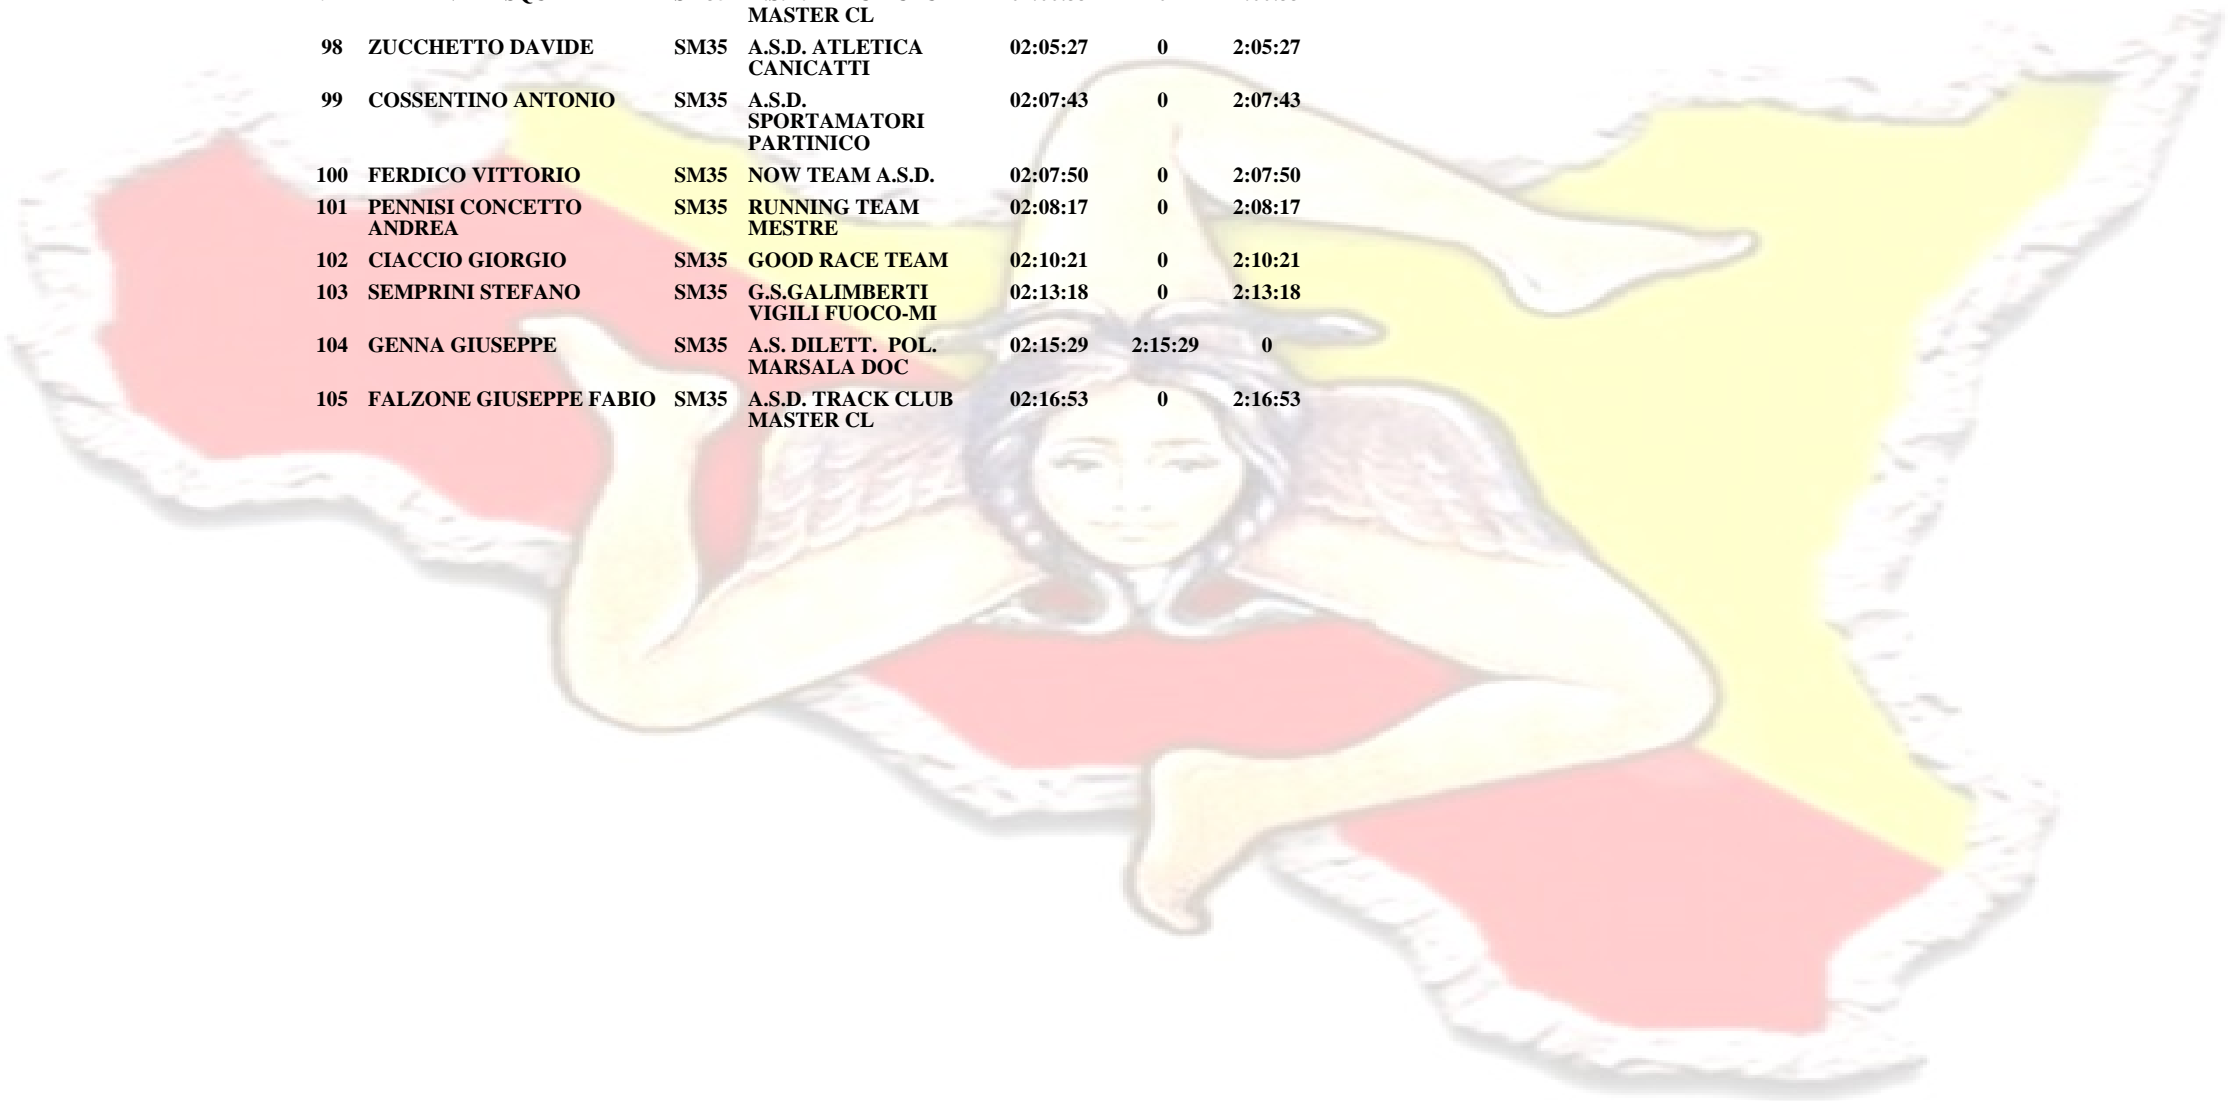 MASTER CL
98 ZUCCHETTO DAVIDE SM35 A.S.D. ATLETICA 02:05:27 0 2:05:27
CANICATTI
99 COSSENTINO ANTONIO SM35 A.S.D. 02:07:43 0 2:07:43
SPORTAMATORI
PARTINICO
100 FERDICO VITTORIO SM35 NOW TEAM A.S.D. 02:07:50 0 2:07:50
101 PENNISI CONCETTO SM35 RUNNING TEAM 02:08:17 0 2:08:17
ANDREA MESTRE
102 CIACCIO GIORGIO SM35 GOOD RACE TEAM 02:10:21 0 2:10:21
103 SEMPRINI STEFANO SM35 G.S.GALIMBERTI 02:13:18 0 2:13:18
VIGILI FUOCO-MI
104 GENNA GIUSEPPE SM35 A.S. DILETT. POL. 02:15:29 2:15:29 0
MARSALA DOC
105 FALZONE GIUSEPPE FABIO SM35 A.S.D. TRACK CLUB 02:16:53 0 2:16:53
MASTER CL